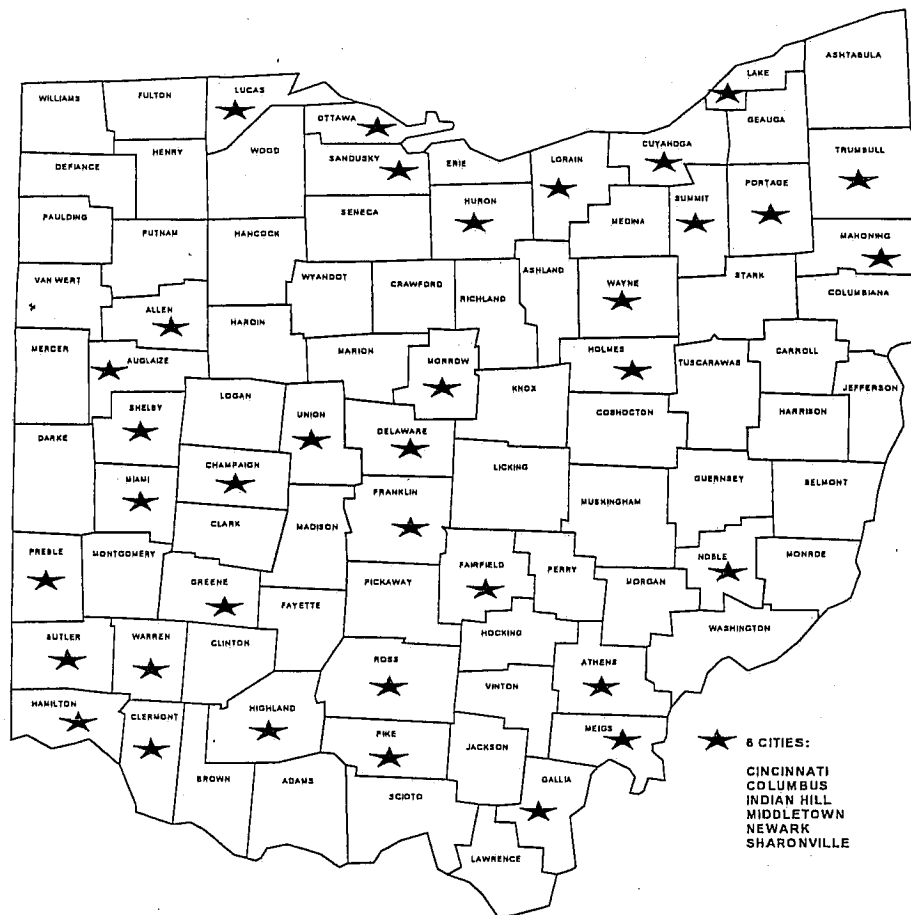 ASHTABULA
LAKE
LUCAS
FULTON
WILLIAMS
OTTAWA
GEAUGA
CUYAHOGA
TRUMBULL
WOOD
HENRY
SANDUSKY
ERIE
LORAIN
DEFIANCE
PORTAGE
SUMMIT
HURON
PAULDING
SENECA
MEDINA
PUTNAM
HANCOCK
MAHONING
ASHLAND
STARK
WYANDOT
CRAWFORD
WAYNE
VAN WERT
RICHLAND
COLUMBIANA
ALLEN
HARDIN
MERCER
AUGLAIZE
MARION
MORROW
HOLMES
TUSCARAWAS
CARROLL
JEFFERSON
KNOX
LOGAN
SHELBY
UNION
COSHOCTON
HARRISON
DELAWARE
DARKE
CHAMPAIGN
LICKING
MIAMI
GUERNSEY
BELMONT
FRANKLIN
MUSKINGHAM
CLARK
MADISON
PREBLE
MONTGOMERY
NOBLE
MONROE
FAIRFIELD
PERRY
GREENE
PICKAWAY
MORGAN
FAYETTE
WASHINGTON
BUTLER
WARREN
CLINTON
HOCKING
ROSS
ATHENS
VINTON
HAMILTON
CLERMONT
HIGHLAND
MEIGS
PIKE
JACKSON
BROWN
ADAMS
SCIOTO
GALLIA
LAWRENCE
6 CITIES:
CINCINNATI
COLUMBUS
INDIAN HILL
MIDDLETOWN
NEWARK
SHARONVILLE